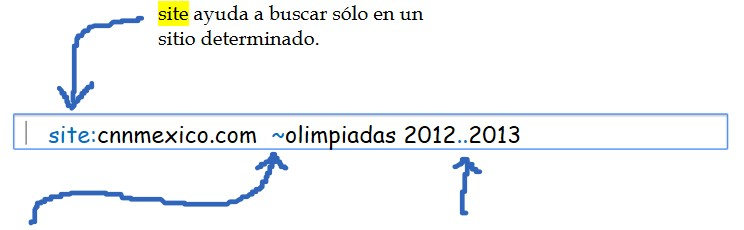 site ayuda a buscar sólo en un
sitio determinado.
site:cnnmexico.com ~olimpiadas 2012..2013